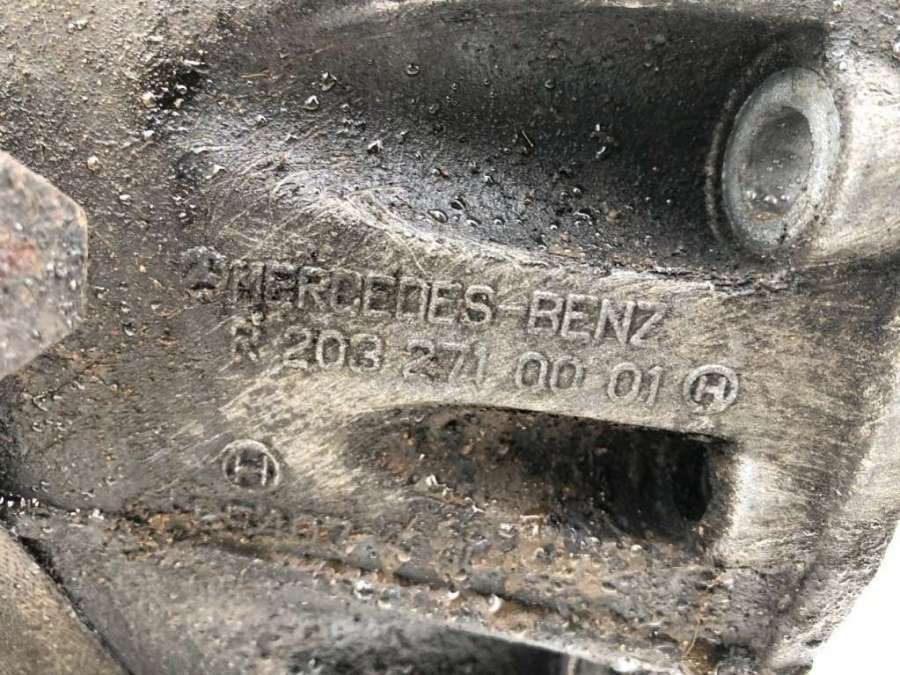 MERCEDES-BENZ
R 203 271 00 01 H
H